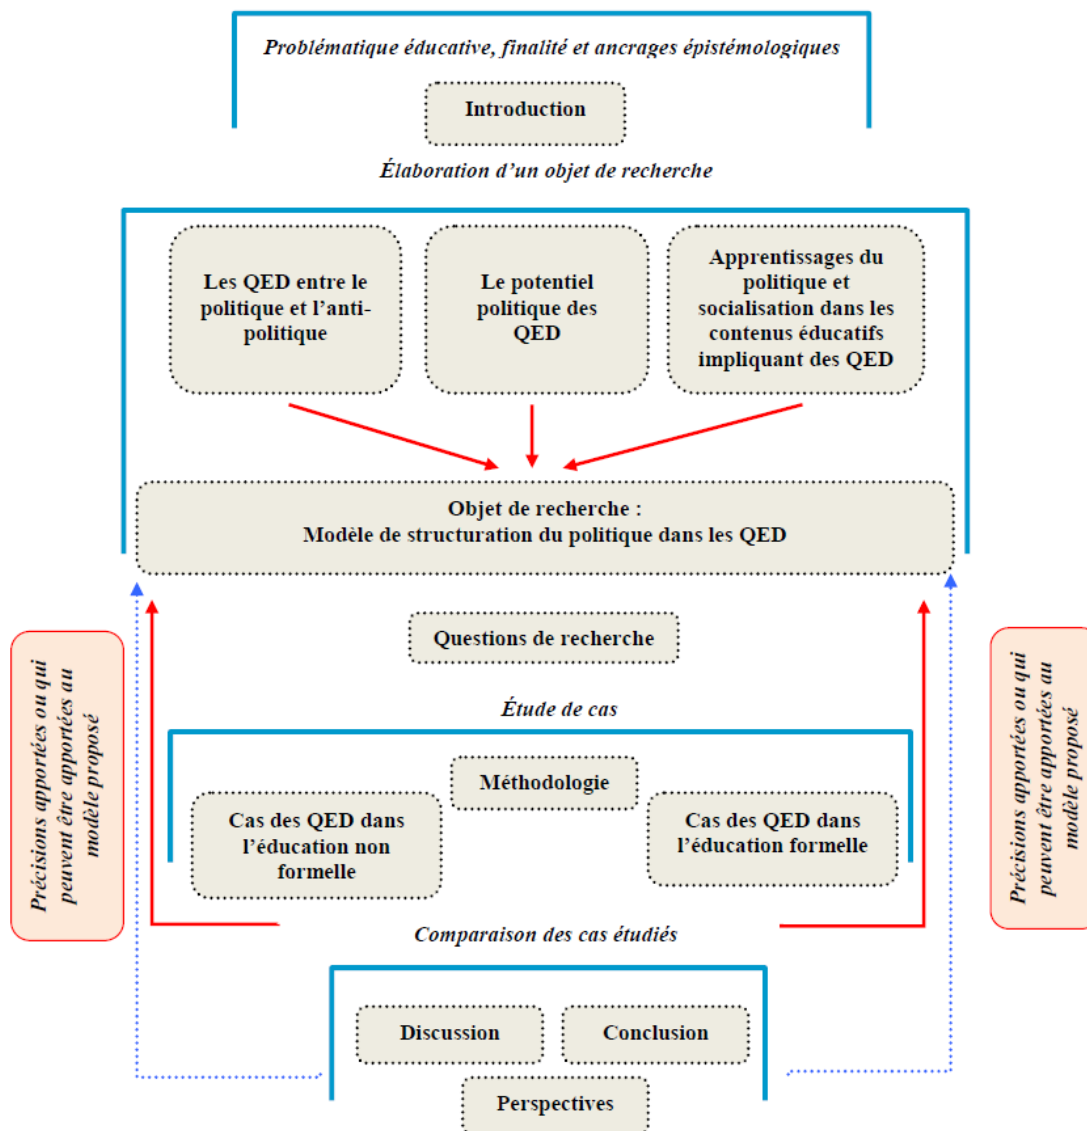 Problématique éducative, finalité et ancrages épistémologiques
Introduction
Élaboration d'un objet de recherche
Les QED entre le
politique et l'anti-
politique
Le potentiel
politique des
QED
Apprentissages du
politique et
socialisation dans les
contenus éducatifs
impliquant des QED
Objet de recherche :
Modèle de structuration du politique dans les QED
Questions de recherche
Précisions apportées ou qui
peuvent être apportées au
modèle proposé
Précisions apportées ou qui
peuvent être apportées au
modèle proposé
Étude de cas
Méthodologie
Cas des QED dans
l'éducation non
formelle
Cas des QED dans
l'éducation formelle
Comparaison des cas étudiés
Discussion
Conclusion
Perspectives